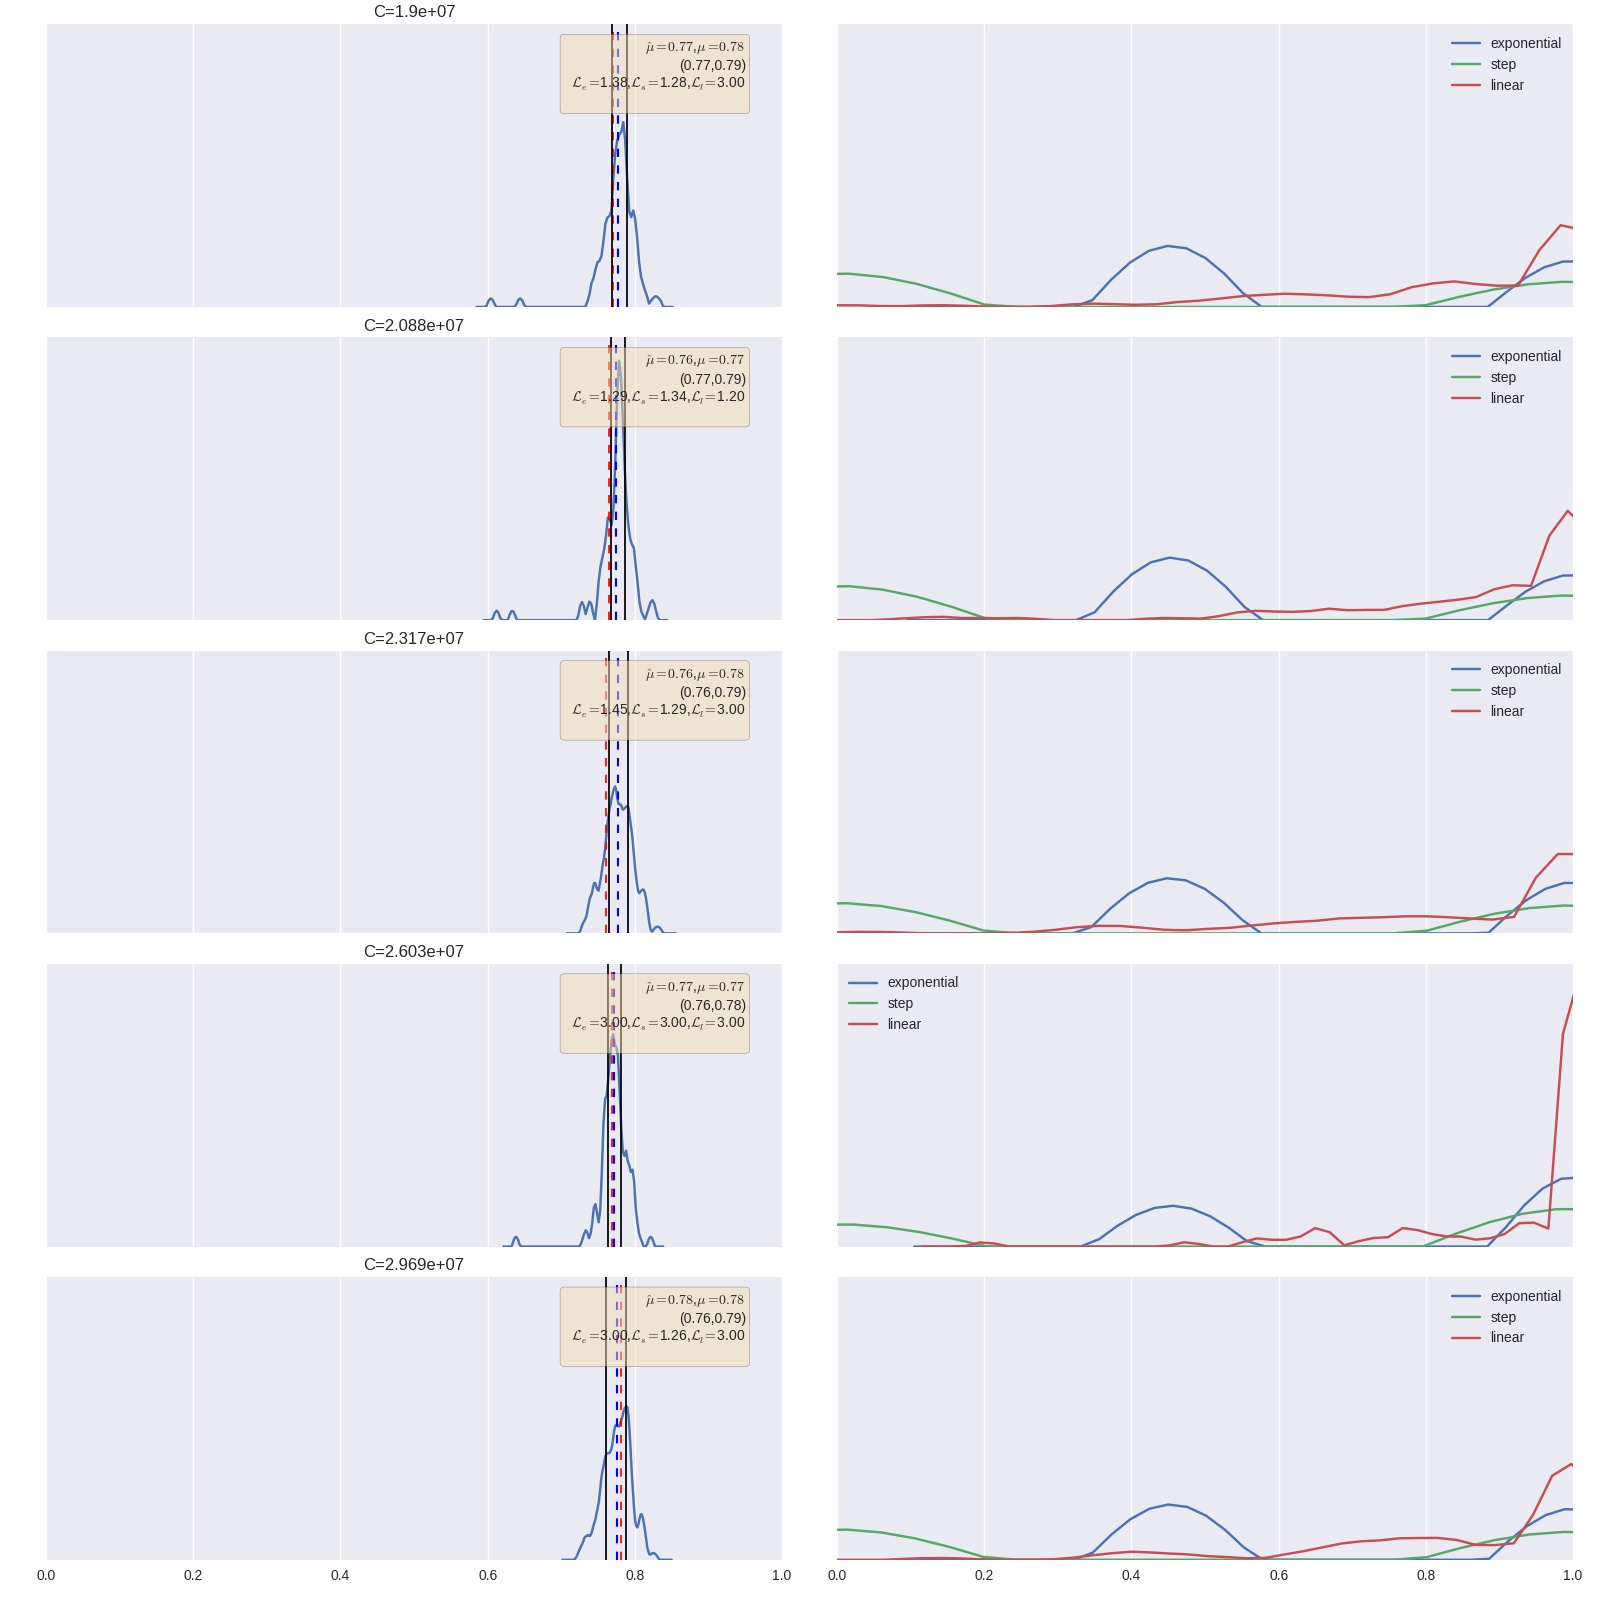 C=1.9e+07
μ̂=0.77,μ=0.78
(0.77,0.79)
ℒₑ=1.38,ℒₛ=1.28,ℒₗ=3.00
exponential
step
linear
C=2.088e+07
μ̂=0.76,μ=0.77
(0.77,0.79)
ℒₑ=1.29,ℒₛ=1.34,ℒₗ=1.20
exponential
step
linear
C=2.317e+07
μ̂=0.76,μ=0.78
(0.76,0.79)
ℒₑ=1.45,ℒₛ=1.29,ℒₗ=3.00
exponential
step
linear
C=2.603e+07
μ̂=0.77,μ=0.77
(0.76,0.78)
ℒₑ=3.00,ℒₛ=3.00,ℒₗ=3.00
exponential
step
linear
C=2.969e+07
μ̂=0.78,μ=0.78
(0.76,0.79)
ℒₑ=3.00,ℒₛ=1.26,ℒₗ=3.00
exponential
step
linear
0.0 0.2 0.4 0.6 0.8 1.0
0.0 0.2 0.4 0.6 0.8 1.0